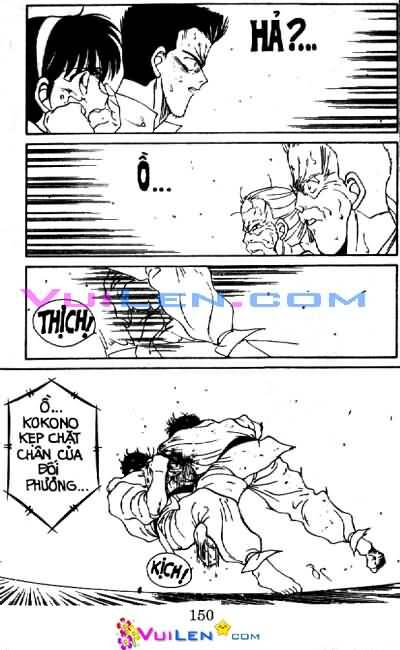 HẢ?...
Ồ...
VUILEN.COM
THỊCH!
Ồ...
KOKONO
KẸP CHẶT
CHÂN CỦA
ĐỐI
PHƯƠNG...
KỊCH!
150
VUILEN.COM